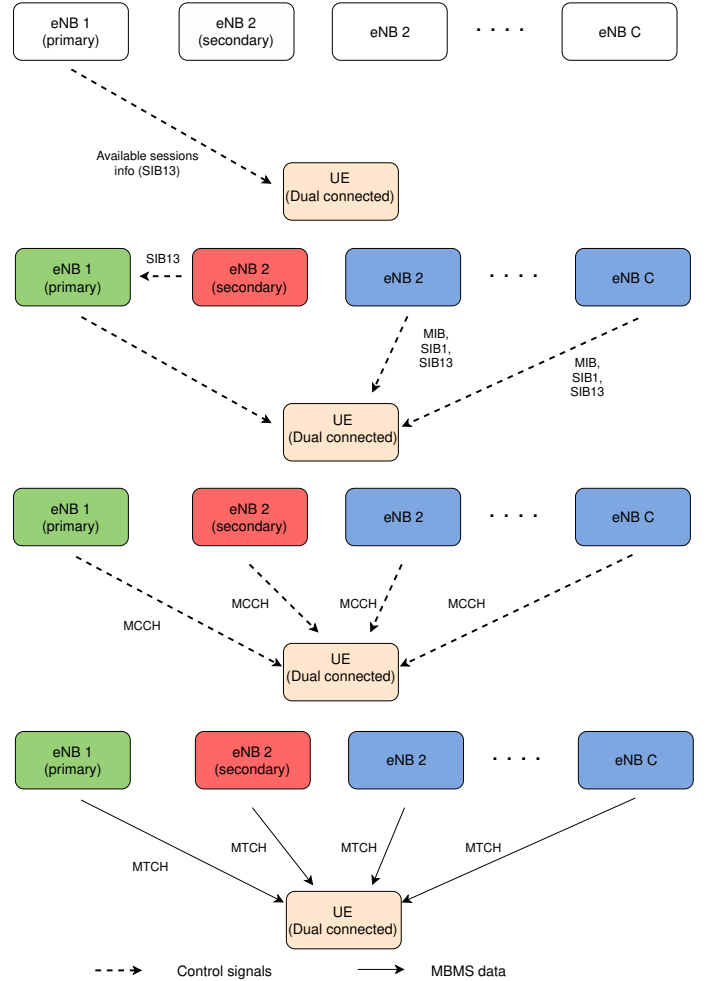 eNB 1
(primary)
eNB 2
(secondary)
eNB 2
. . . .
eNB C
Available sessions
info (SIB13)
UE
(Dual connected)
eNB 1
(primary)
SIB13
eNB 2
(secondary)
eNB 2
. . . .
eNB C
MIB,
SIB1,
SIB13
MIB,
SIB1,
SIB13
UE
(Dual connected)
eNB 1
(primary)
eNB 2
(secondary)
eNB 2
. . . .
eNB C
MCCH
MCCH
MCCH
MCCH
UE
(Dual connected)
eNB 1
(primary)
eNB 2
(secondary)
eNB 2
. . . .
eNB C
MTCH
MTCH
MTCH
MTCH
UE
(Dual connected)
Control signals
MBMS data